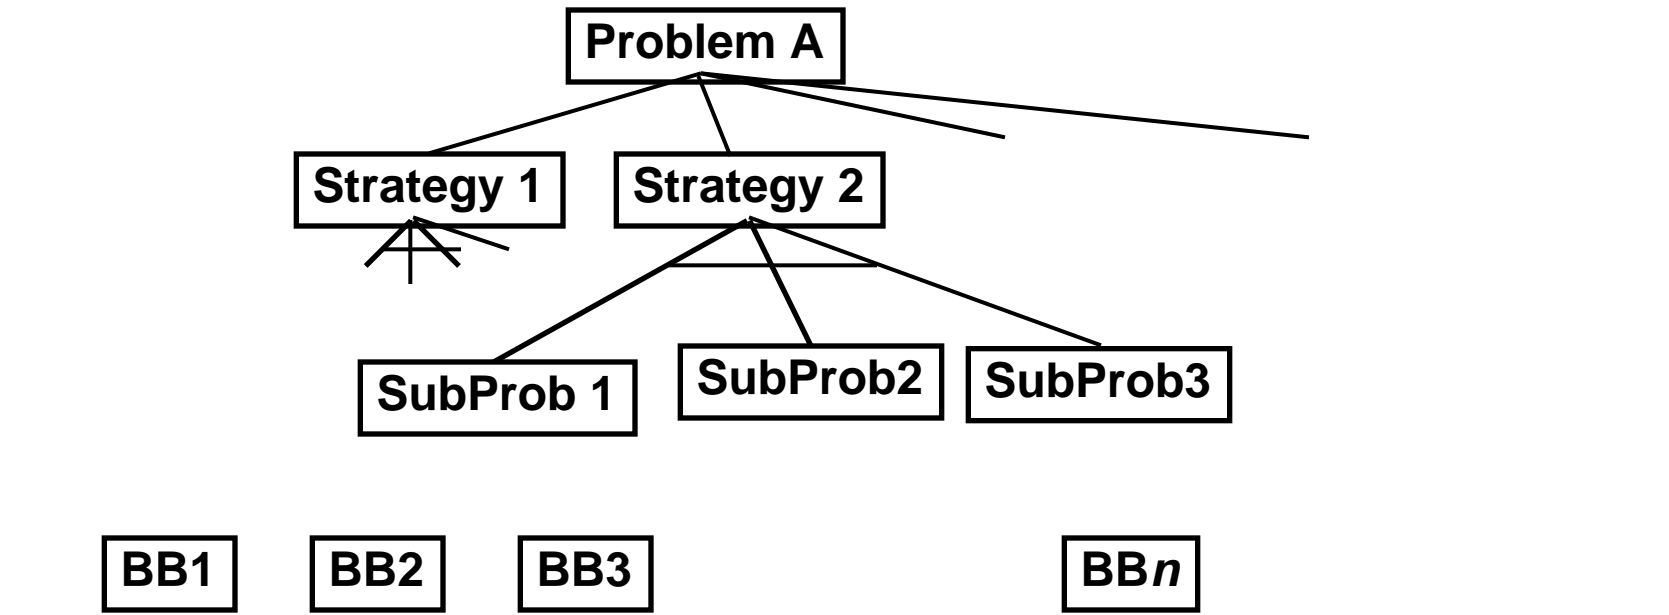 Problem A
Strategy 1
Strategy 2
SubProb 1
SubProb2
SubProb3
BB1
BB2
BB3
BBn